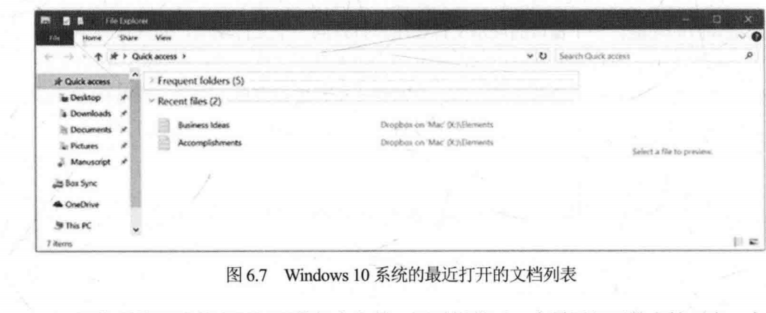 File Explorer
File Home Share View
Quick access
Search Quick access
Quick access
Desktop
Downloads
Documents
Pictures
Manuscript
Box Sync
OneDrive
This PC
Frequent folders (5)
Recent files (2)
Business Ideas Dropbox on 'Mac' (X:)\Elements
Accomplishments Dropbox on 'Mac' (X:)\Elements
Select a file to preview.
7 items
图 6.7 Windows 10 系统的最近打开的文档列表